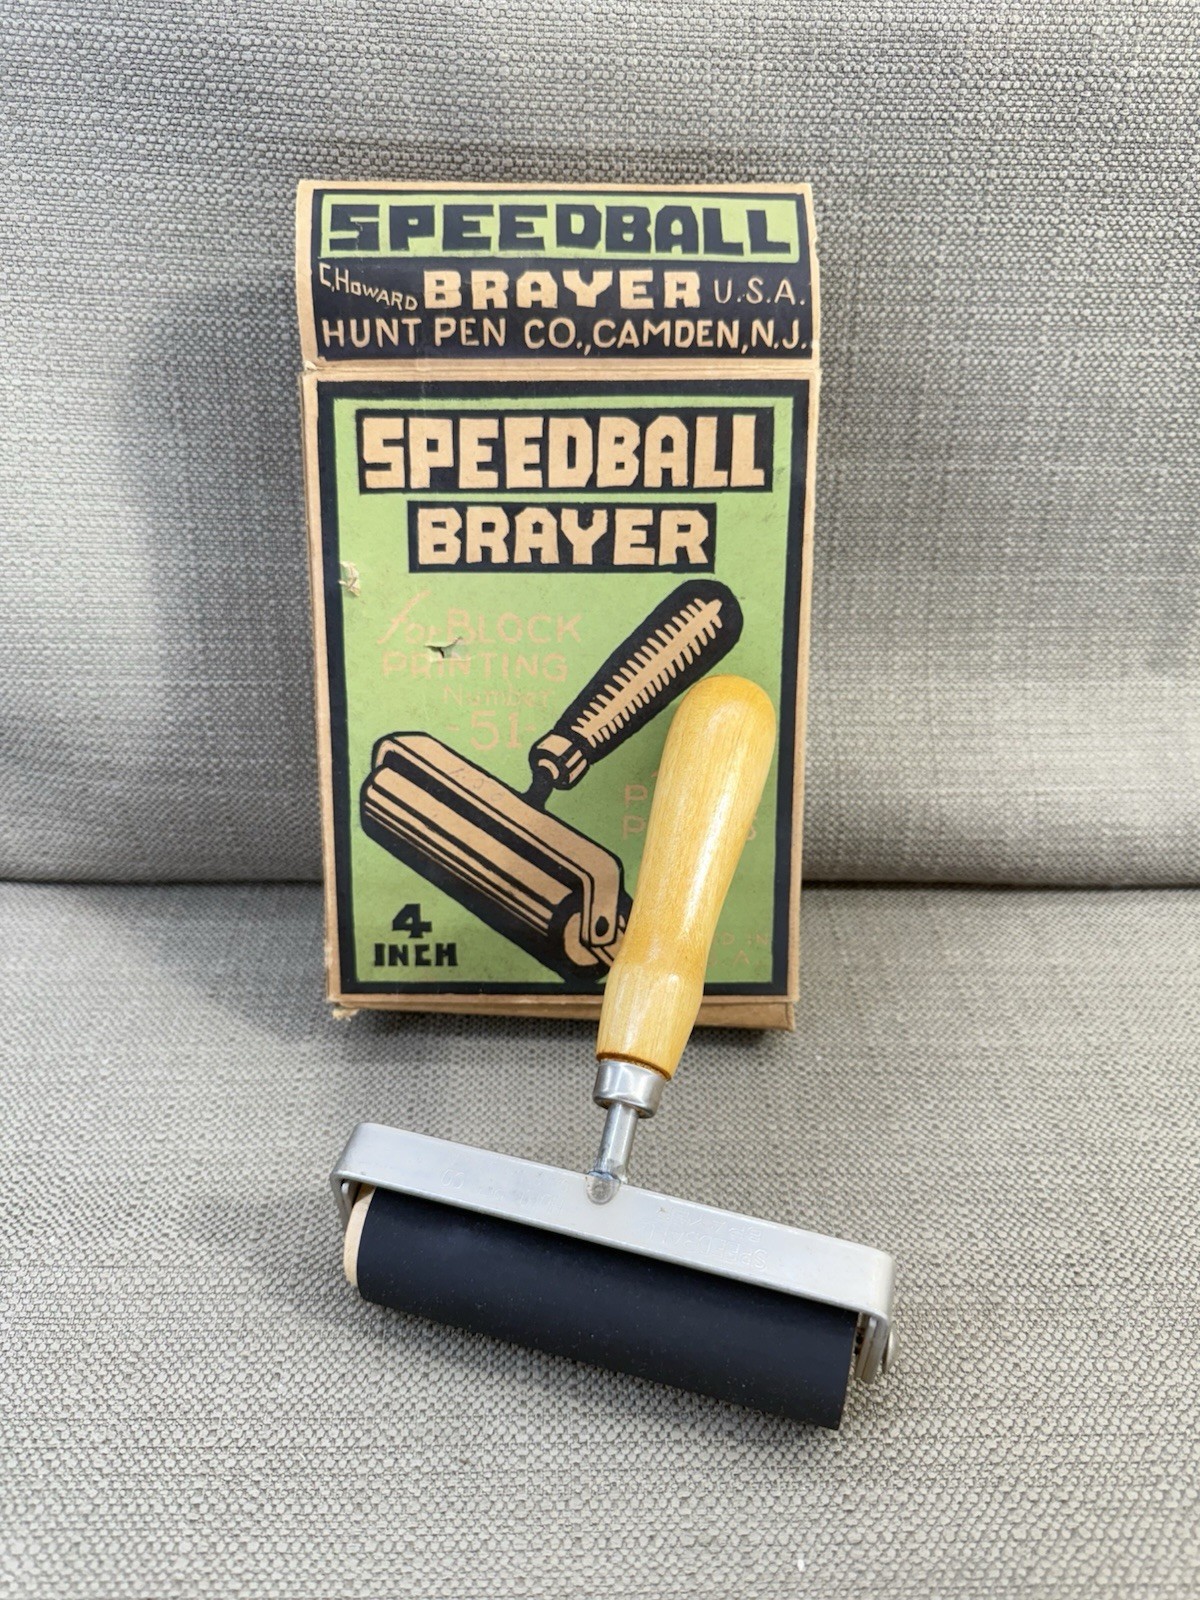 SPEEDBALL
C. HOWARD BRAYER U.S.A.
HUNT PEN CO., CAMDEN, N.J.
SPEEDBALL
BRAYER
for BLOCK
PRINTING
Number
-51-
4
INCH